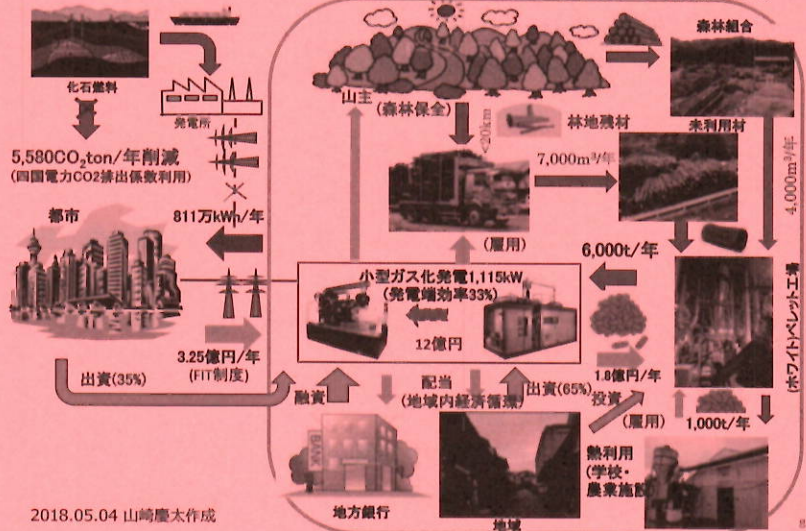 化石燃料
発電所
5,580CO₂ton/年削減
(四国電力CO2排出係数利用)
都市
811万kWh/年
3.25億円/年
(FIT制度)
出資(35%)
山主
(森林保全)
<20km
林地残材
森林組合
未利用材
7,000m³/年
4,000m³/年
(雇用)
小型ガス化発電1,115kW
(発電端効率33%)
12億円
6,000t/年
1.8億円/年
(ホワイト)ペレット工場
融資
配当
(地域内経済循環)
出資(65%)
投資
(雇用)
1,000t/年
BANK
熱利用
(学校・
農業施設
地方銀行
地域
2018.05.04 山崎慶太作成